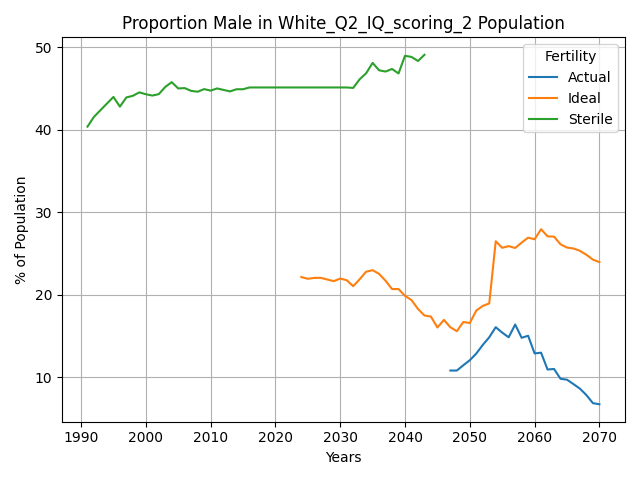 Proportion Male in White_Q2_IQ_scoring_2 Population
Fertility
Actual
Ideal
Sterile
% of Population
50
40
30
20
10
1990 2000 2010 2020 2030 2040 2050 2060 2070
Years